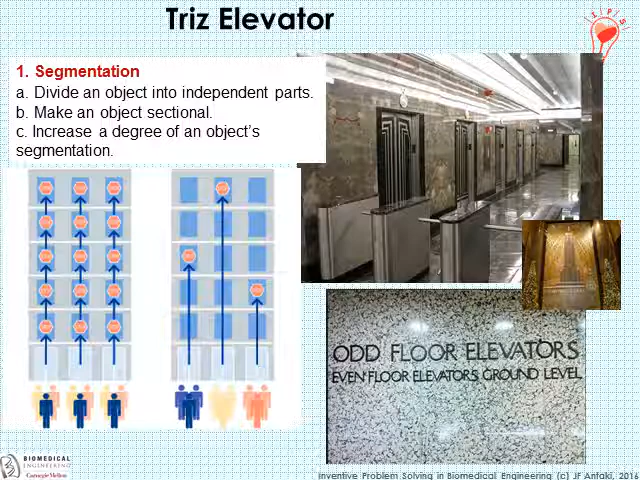 Triz Elevator
I P S
1. Segmentation
a. Divide an object into independent parts.
b. Make an object sectional.
c. Increase a degree of an object's
segmentation.
ODD FLOOR ELEVATORS
EVEN FLOOR ELEVATORS GROUND LEVEL
BIOMEDICAL
ENGINEERING
Carnegie Mellon
Inventive Problem Solving in Biomedical Engineering (c) JF Antaki, 2016